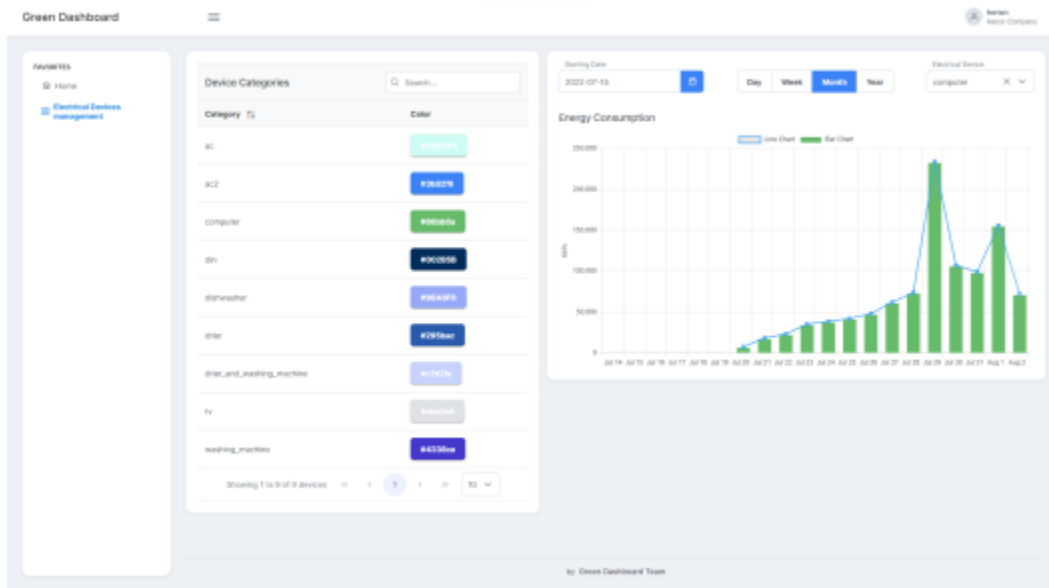 Green Dashboard
Heron Company
FAVORITES
Home
Electrical Devices
management
Device Categories
Search...
Category
Color
ac
ac2
computer
#66bb6a
din
dishwasher
drier
drier_and_washing_machine
tv
washing_machine
#4338ca
Showing 1 to 9 of 9 devices
1
10
Starting Date
2022-07-14
Day
Week
Month
Year
Electrical Device
computer
Energy Consumption
Line Chart
Bar Chart
250,000
200,000
150,000
100,000
50,000
0
Jul 14 Jul 15 Jul 16 Jul 17 Jul 18 Jul 19 Jul 20 Jul 21 Jul 22 Jul 23 Jul 24 Jul 25 Jul 26 Jul 27 Jul 28 Jul 29 Jul 30 Jul 31 Aug 1 Aug 2
by Green Dashboard Team